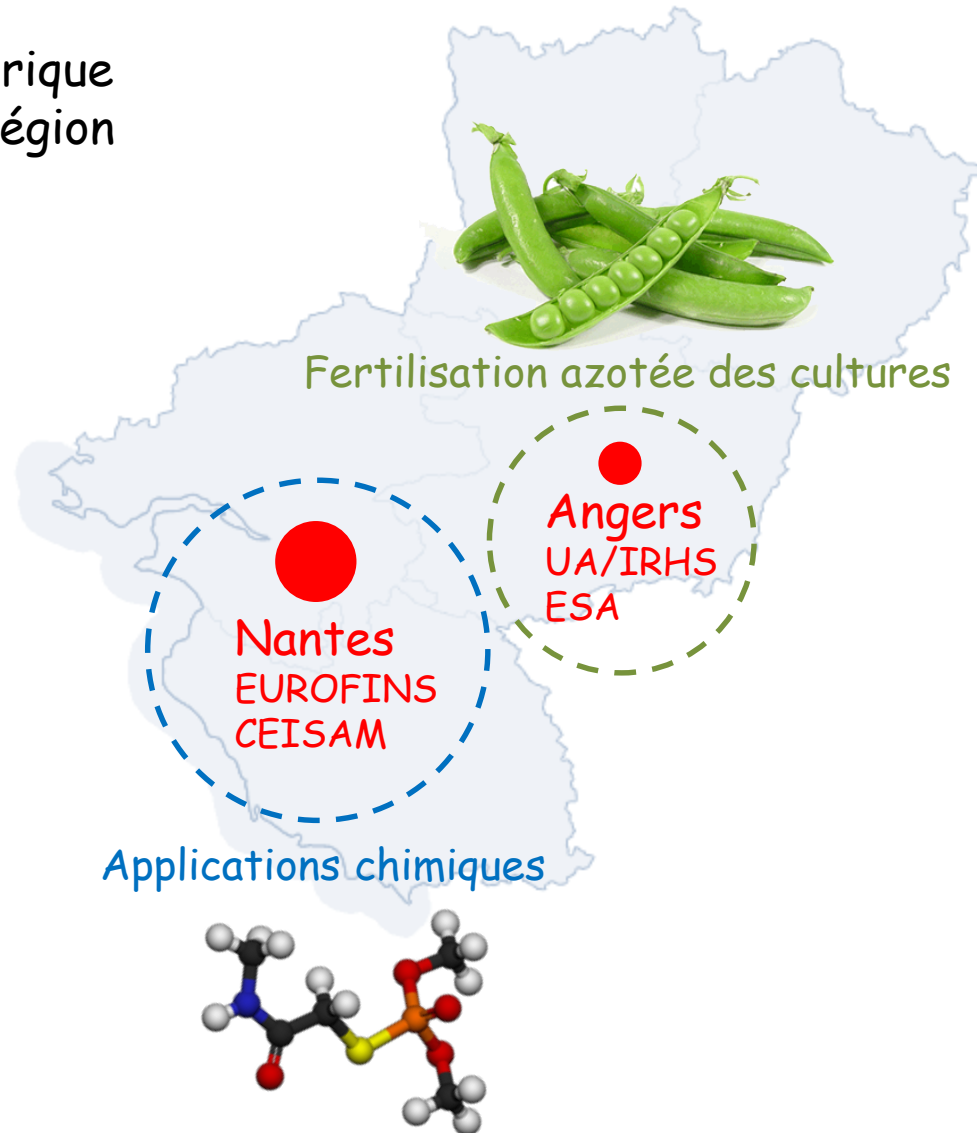 rique
égion
Fertilisation azotée des cultures
Angers
UA/IRHS
ESA
Nantes
EUROFINS
CEISAM
Applications chimiques